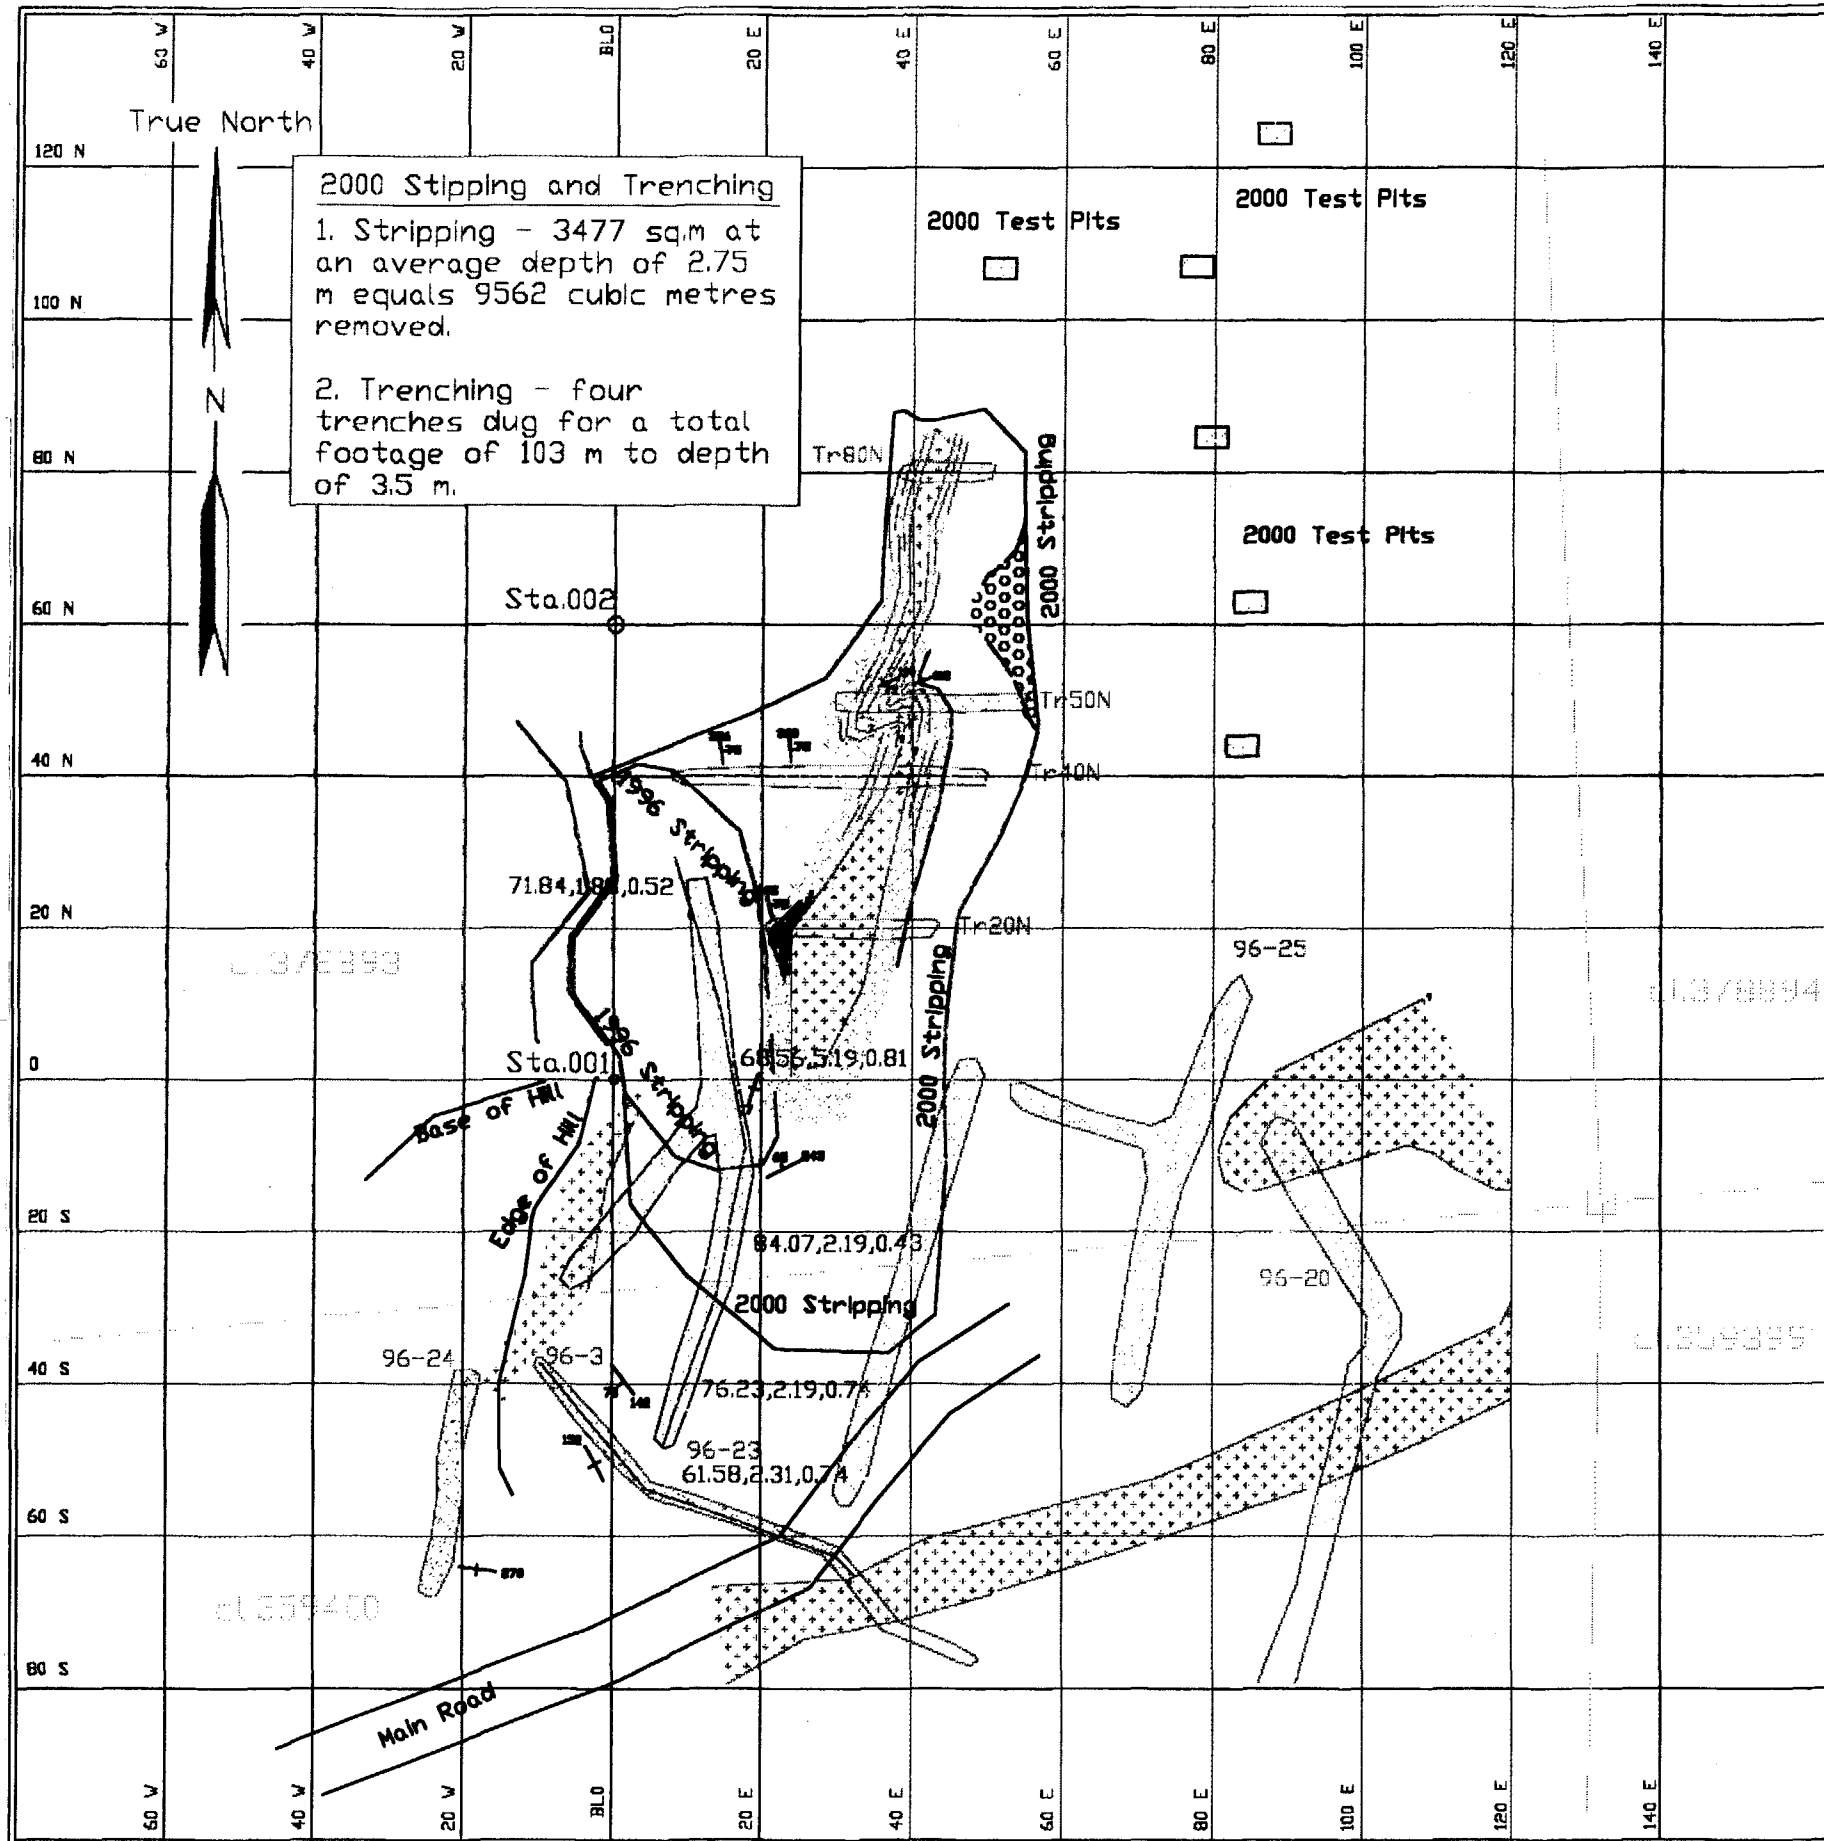 60 W
40 W
20 W
BL0
20 E
40 E
60 E
80 E
100 E
120 E
140 E
True North
120 N
2000 Stipping and Trenching
1. Stripping - 3477 sq.m at
an average depth of 2.75
m equals 9562 cubic metres
removed.
2. Trenching - four
trenches dug for a total
footage of 103 m to depth
of 3.5 m.
2000 Test Pits
2000 Test Pits
100 N
N
80 N
Tr80N
2000 Stripping
2000 Test Pits
60 N
Sta.002
Tr50N
40 N
Tr40N
1996 Stripping
71.84, ,0.52
20 N
Tr20N
96-25
2000 Stripping
1996 Stripping
0
Sta.001
68.56,5.19,0.81
Base of Hill
Edge of Hill
20 S
84.07,2.19,0.43
96-20
2000 Stripping
96-24
96-3
40 S
76.23,2.19,0.74
96-23
61.58,2.31,0.74
60 S
80 S
Main Road
60 W
40 W
20 W
BL0
20 E
40 E
60 E
80 E
100 E
120 E
140 E